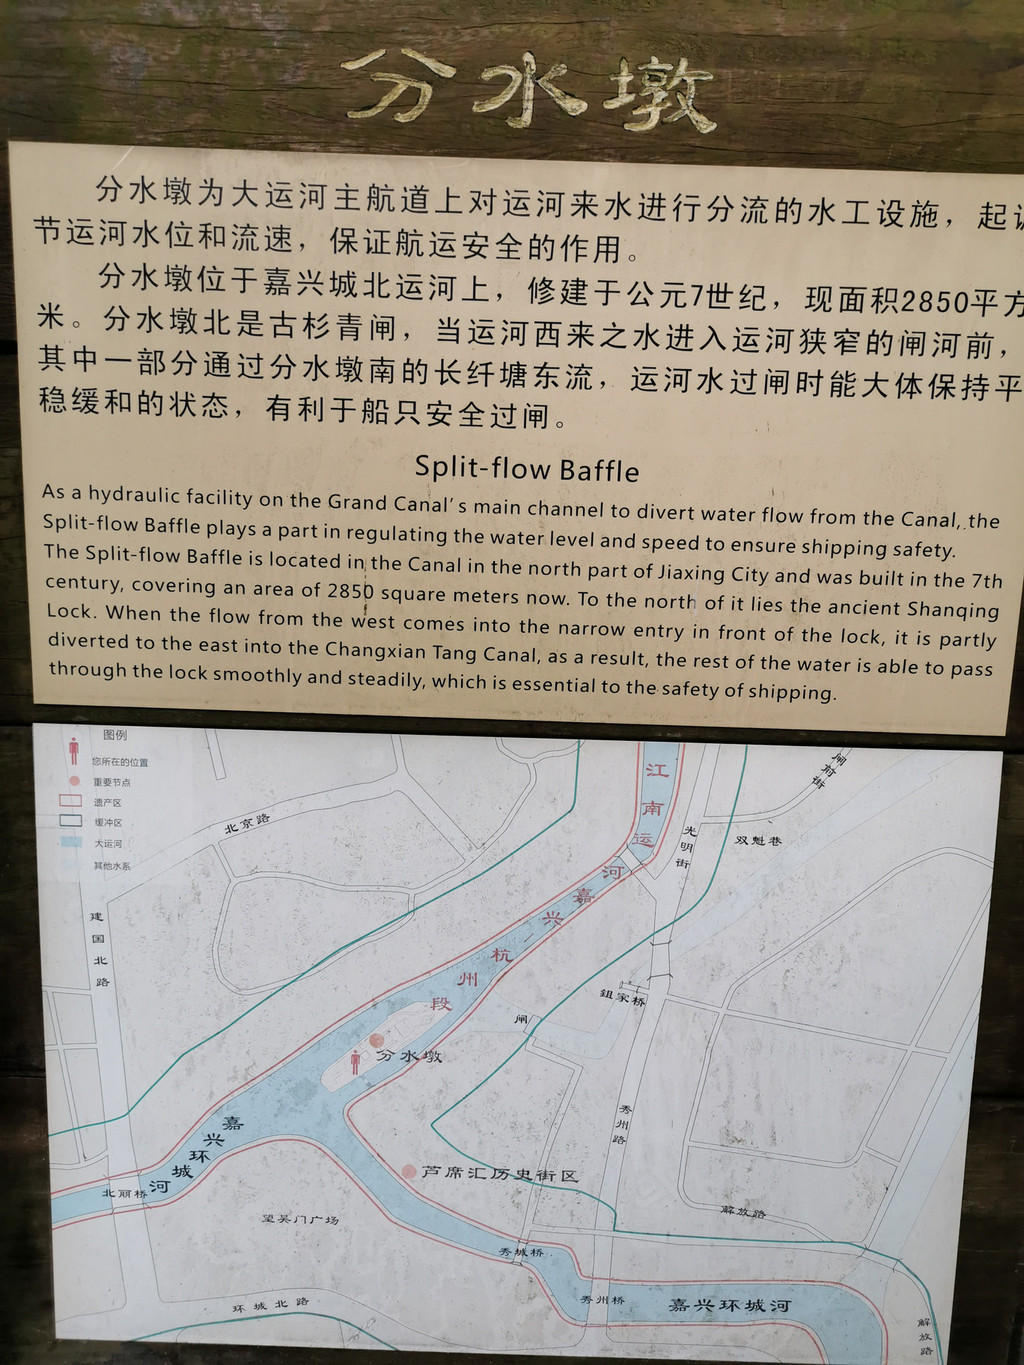 分水墩
分水墩为大运河主航道上对运河来水进行分流的水工设施，起调
节运河水位和流速，保证航运安全的作用。
分水墩位于嘉兴城北运河上，修建于公元7世纪，现面积2850平方
米。分水墩北是古杉青闸，当运河西来之水进入运河狭窄的闸河前，
其中一部分通过分水墩南的长纤塘东流，运河水过闸时能大体保持平
稳缓和的状态，有利于船只安全过闸。
Split-flow Baffle
As a hydraulic facility on the Grand Canal's main channel to divert water flow from the Canal, the
Split-flow Baffle plays a part in regulating the water level and speed to ensure shipping safety.
The Split-flow Baffle is located in the Canal in the north part of Jiaxing City and was built in the 7th
century, covering an area of 2850 square meters now. To the north of it lies the ancient Shanqing
Lock. When the flow from the west comes into the narrow entry in front of the lock, it is partly
diverted to the east into the Changxian Tang Canal, as a result, the rest of the water is able to pass
through the lock smoothly and steadily, which is essential to the safety of shipping.
图例
您所在的位置
重要节点
遗产区
缓冲区
大运河
其他水系
北京路
建国北路
江南运河嘉兴—杭州段
光明街
闸前街
双魁巷
鉏家桥
闸
分水墩
秀州路
嘉兴环城河
北丽桥
芦席汇历史街区
望吴门广场
解放路
秀城桥
秀州桥
嘉兴环城河
环城北路
解放路